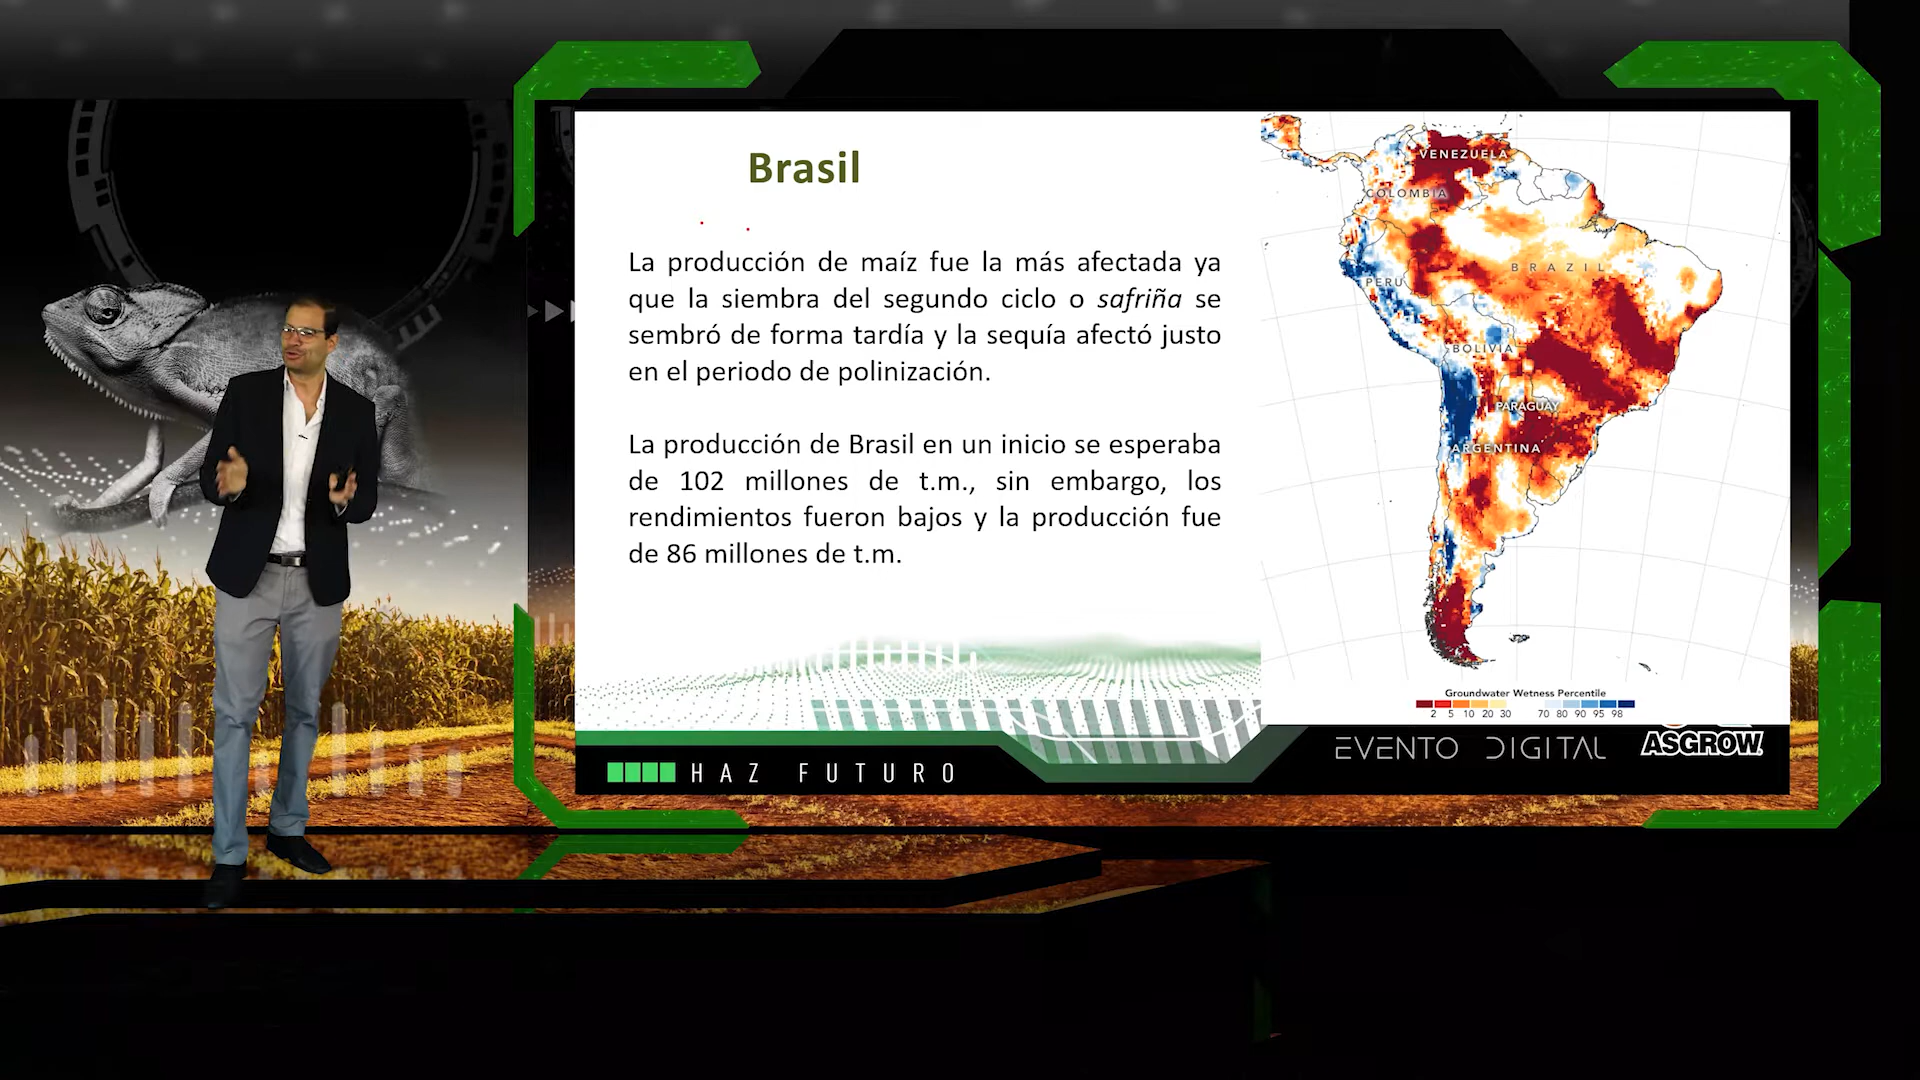 Brasil
La producción de maíz fue la más afectada ya
que la siembra del segundo ciclo o safriña se
sembró de forma tardía y la sequía afectó justo
en el periodo de polinización.
La producción de Brasil en un inicio se esperaba
de 102 millones de t.m., sin embargo, los
rendimientos fueron bajos y la producción fue
de 86 millones de t.m.
VENEZUELA
COLOMBIA
BRAZIL
PERU
BOLIVIA
PARAGUAY
ARGENTINA
Groundwater Wetness Percentile
2 5 10 20 30 70 80 90 95 98
HAZ FUTURO
EVENTO DIGITAL
ASGROW